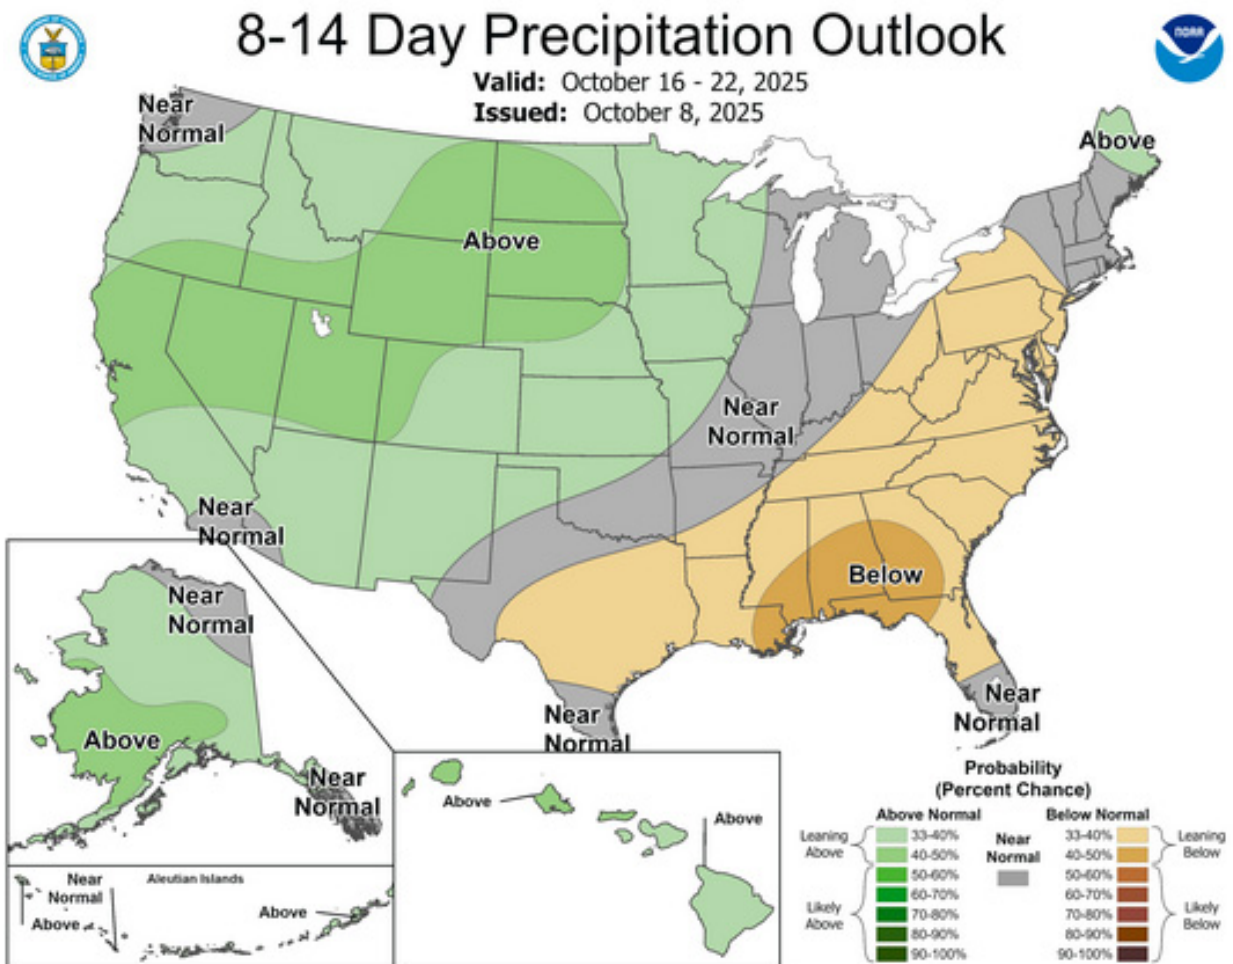 8-14 Day Precipitation Outlook
Valid: October 16 - 22, 2025
Issued: October 8, 2025
NOAA
Near
Normal
Above
Above
Near
Normal
Near
Normal
Below
Near
Normal
Near
Normal
Near
Normal
Above
Near
Normal
Above
Above
Near
Normal
Aleutian Islands
Above
Above
Probability
(Percent Chance)
Above Normal
Below Normal
Leaning
Above
33-40%
40-50%
50-60%
60-70%
70-80%
80-90%
90-100%
Likely
Above
Near
Normal
33-40%
40-50%
50-60%
60-70%
70-80%
80-90%
90-100%
Leaning
Below
Likely
Below